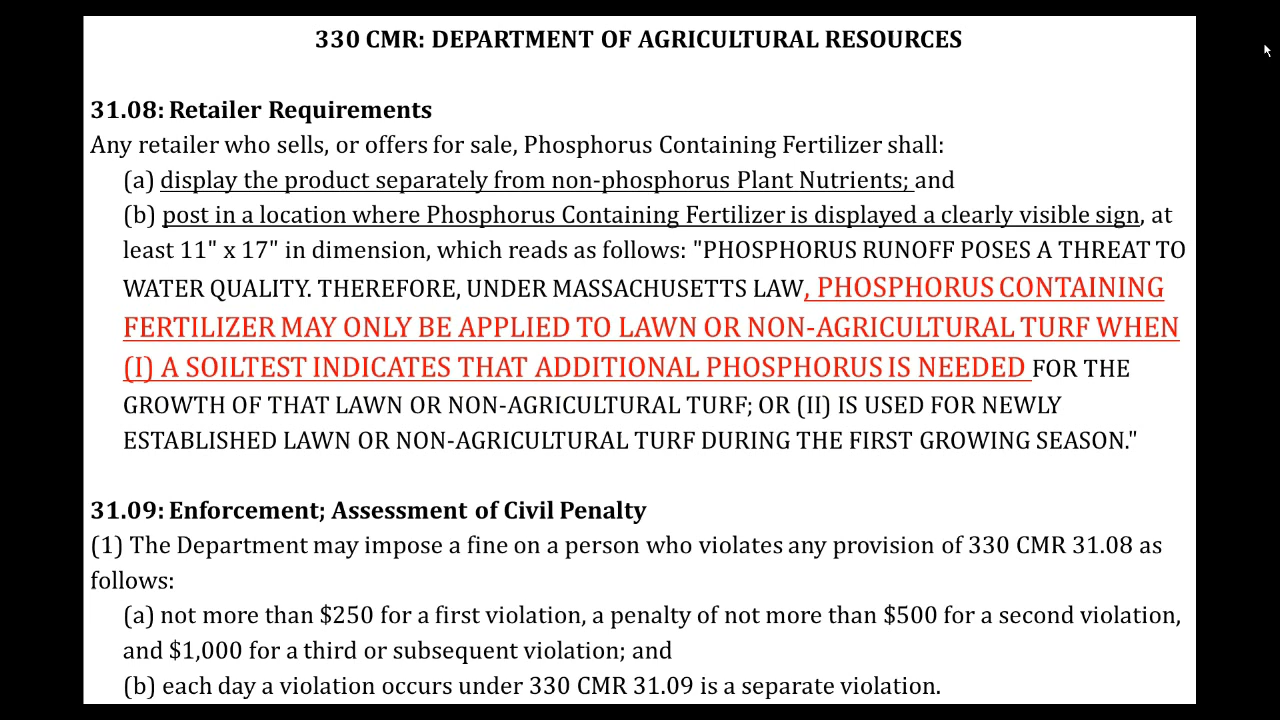 330 CMR: DEPARTMENT OF AGRICULTURAL RESOURCES
31.08: Retailer Requirements
Any retailer who sells, or offers for sale, Phosphorus Containing Fertilizer shall:
(a) display the product separately from non-phosphorus Plant Nutrients; and
(b) post in a location where Phosphorus Containing Fertilizer is displayed a clearly visible sign, at
least 11" x 17" in dimension, which reads as follows: "PHOSPHORUS RUNOFF POSES A THREAT TO
WATER QUALITY. THEREFORE, UNDER MASSACHUSETTS LAW, PHOSPHORUS CONTAINING
FERTILIZER MAY ONLY BE APPLIED TO LAWN OR NON-AGRICULTURAL TURF WHEN
(I) A SOILTEST INDICATES THAT ADDITIONAL PHOSPHORUS IS NEEDED FOR THE
GROWTH OF THAT LAWN OR NON-AGRICULTURAL TURF; OR (II) IS USED FOR NEWLY
ESTABLISHED LAWN OR NON-AGRICULTURAL TURF DURING THE FIRST GROWING SEASON."
31.09: Enforcement; Assessment of Civil Penalty
(1) The Department may impose a fine on a person who violates any provision of 330 CMR 31.08 as
follows:
(a) not more than $250 for a first violation, a penalty of not more than $500 for a second violation,
and $1,000 for a third or subsequent violation; and
(b) each day a violation occurs under 330 CMR 31.09 is a separate violation.